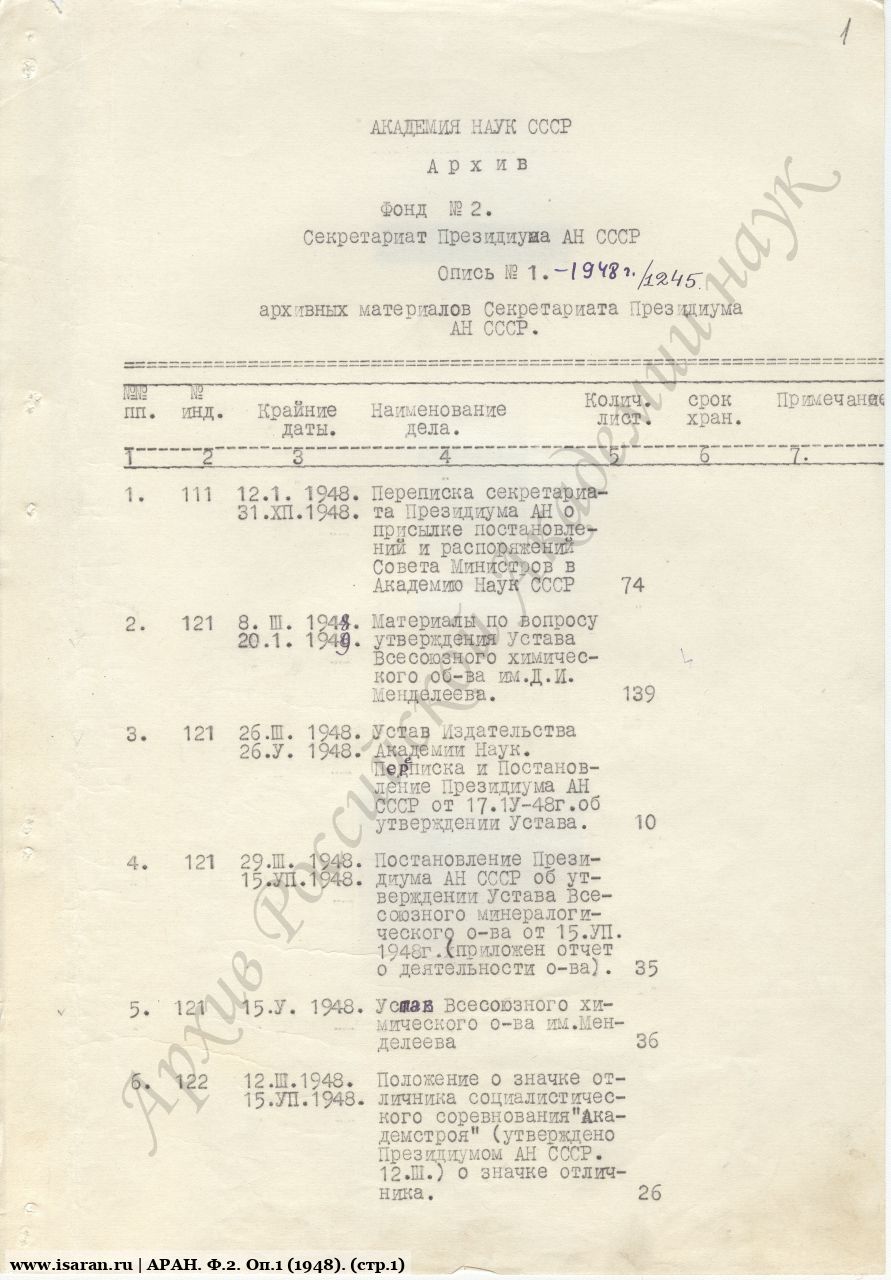 1
АКАДЕМИЯ НАУК СССР
Архив
Фонд № 2.
Секретариат Президиума АН СССР
Опись № 1.-1948 г./1245.
архивных материалов Секретариата Президиума
АН СССР.
№№ пп. № инд. Крайние даты. Наименование дела. Колич. лист. срок хран. Примечание
1 2 3 4 5 6 7.
1. 111 12.1. 1948. Переписка секретариа-
31.ХП.1948. та Президиума АН о
присылке постановле-
ний и распоряжений
Совета Министров в
Академию Наук СССР 74
2. 121 8. Ш. 1948. Материалы по вопросу
20.1. 1949. утверждения Устава
Всесоюзного химичес-
кого об-ва им.Д.И.
Менделеева. 139
3. 121 26.Ш. 1948. Устав Издательства
26.У. 1948. Академии Наук.
Переписка и Постанов-
ление Президиума АН
СССР от 17.1У-48г.об
утверждении Устава. 10
4. 121 29.Ш. 1948. Постановление Прези-
15.УП.1948. диума АН СССР об ут-
верждении Устава Все-
союзного минералоги-
ческого о-ва от 15.УП.
1948г.(приложен отчет
о деятельности о-ва). 35
5. 121 15.У. 1948. Устав Всесоюзного хи-
мического о-ва им.Мен-
делеева 36
6. 122 12.Ш.1948. Положение о значке от-
15.УП.1948. личника социалистичес-
кого соревнования"Ака-
демстроя" (утверждено
Президиумом АН СССР.
12.Ш.) о значке отлич-
ника. 26
Архив Российской Академии наук
www.isaran.ru | АРАН. Ф.2. Оп.1 (1948). (стр.1)